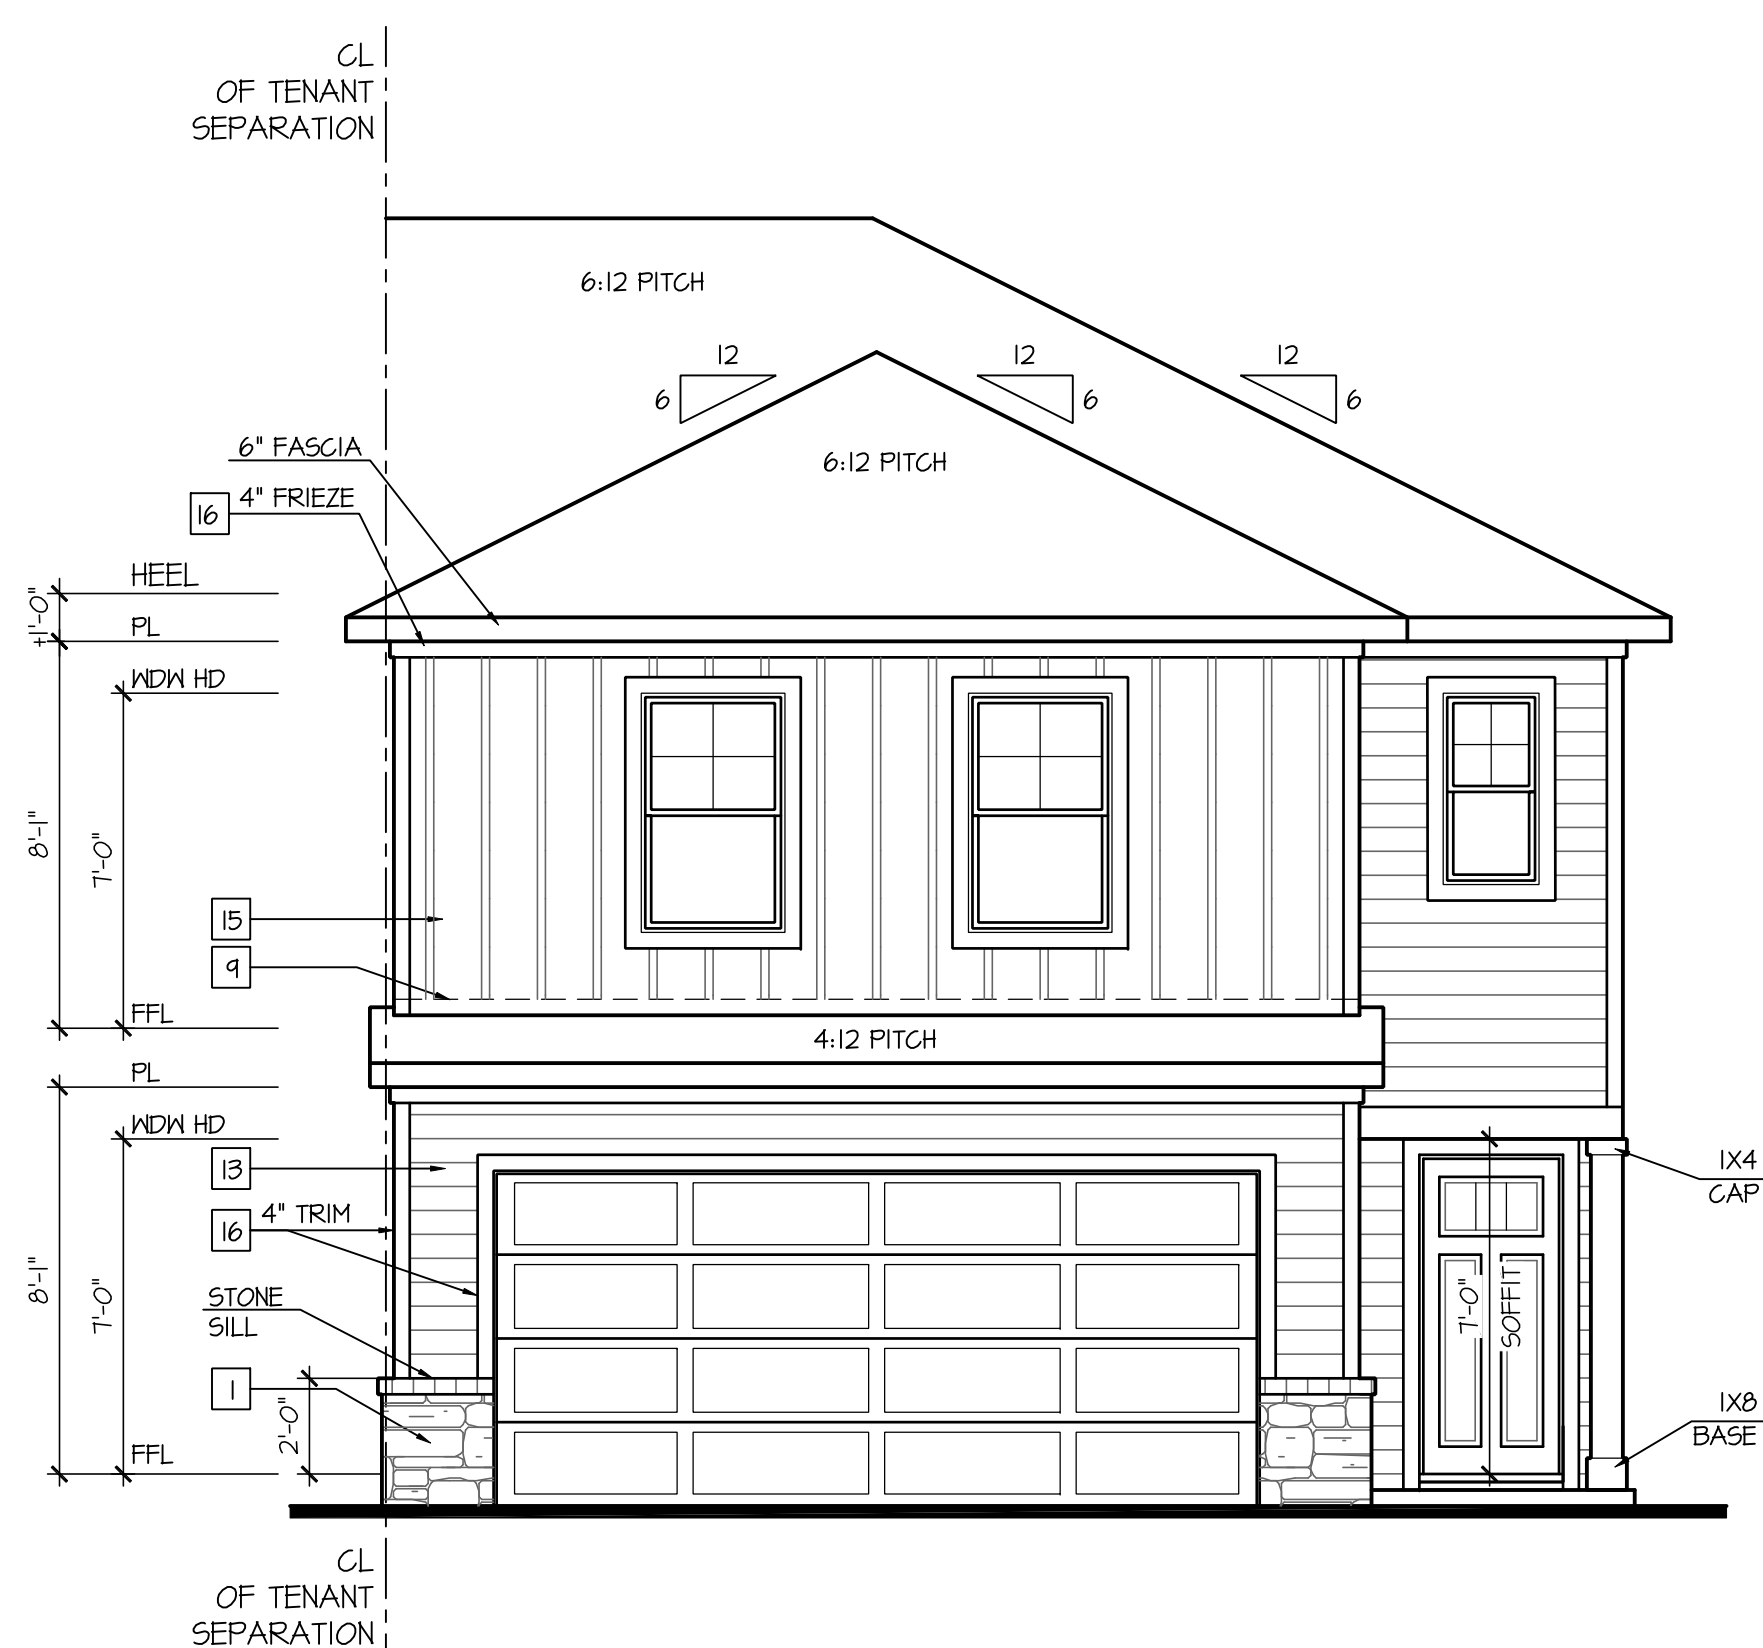 CL
OF TENANT
SEPARATION
6:12 PITCH
12
6
12
6
12
6
6:12 PITCH
6" FASCIA
16
4" FRIEZE
HEEL
+1'-0"
PL
WDW HD
8'-1"
7'-0"
15
9
FFL
4:12 PITCH
PL
WDW HD
13
16
4" TRIM
8'-1"
7'-0"
STONE
SILL
1
2'-0"
FFL
7'-0"
SOFFIT
1X4
CAP
1X8
BASE
CL
OF TENANT
SEPARATION